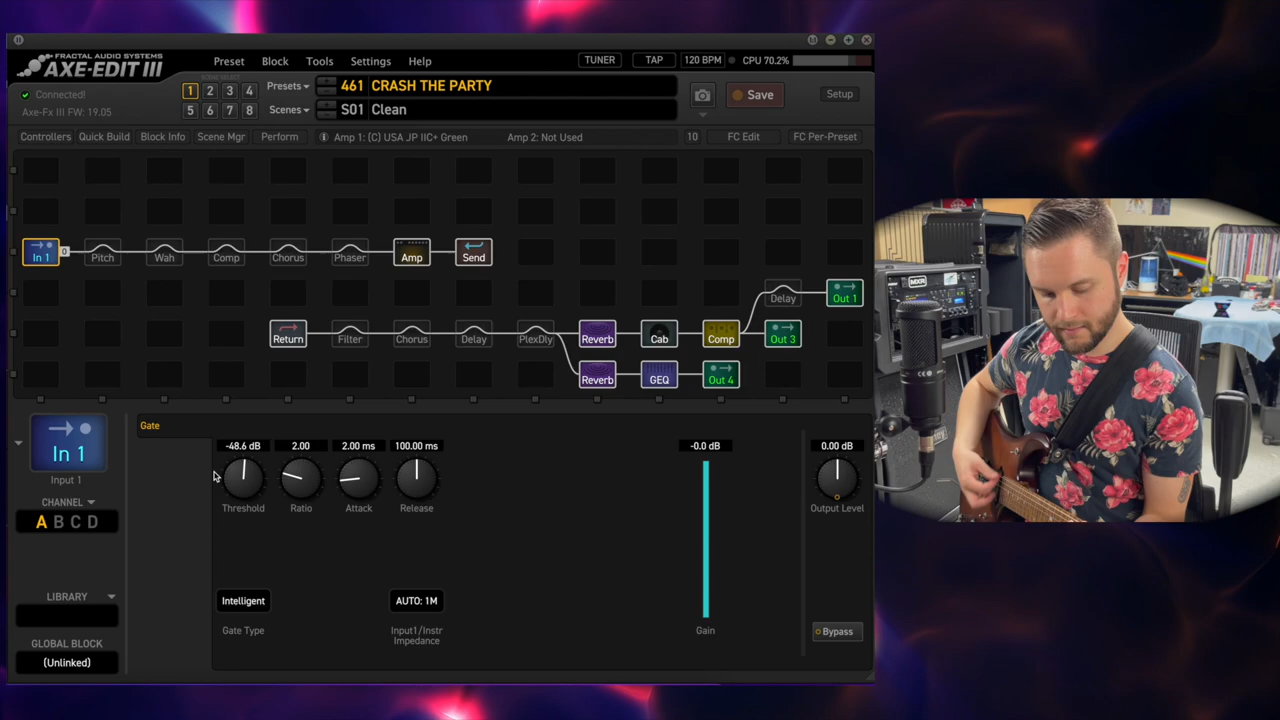 FRACTAL AUDIO SYSTEMS
AXE-EDIT III
Preset Block Tools Settings Help
TUNER TAP 120 BPM CPU 70.2%
Connected!
Axe-Fx III FW: 19.05
SCENE SELECT
1 2 3 4
5 6 7 8
Presets 461 CRASH THE PARTY
Scenes S01 Clean
Save Setup
Controllers Quick Build Block Info Scene Mgr Perform Amp 1: (C) USA JP IIC+ Green Amp 2: Not Used 10 FC Edit FC Per-Preset
In 1 0 Pitch Wah Comp Chorus Phaser Amp Send
Delay Out 1
Return Filter Chorus Delay PlexDly Reverb Cab Comp Out 3
Reverb GEQ Out 4
In 1
Input 1
CHANNEL
A B C D
LIBRARY
GLOBAL BLOCK
(Unlinked)
Gate
-48.6 dB 2.00 2.00 ms 100.00 ms -0.0 dB 0.00 dB
Threshold Ratio Attack Release Output Level
Intelligent AUTO: 1M
Gate Type Input1/Instr
Impedance
Gain
Bypass
MXR